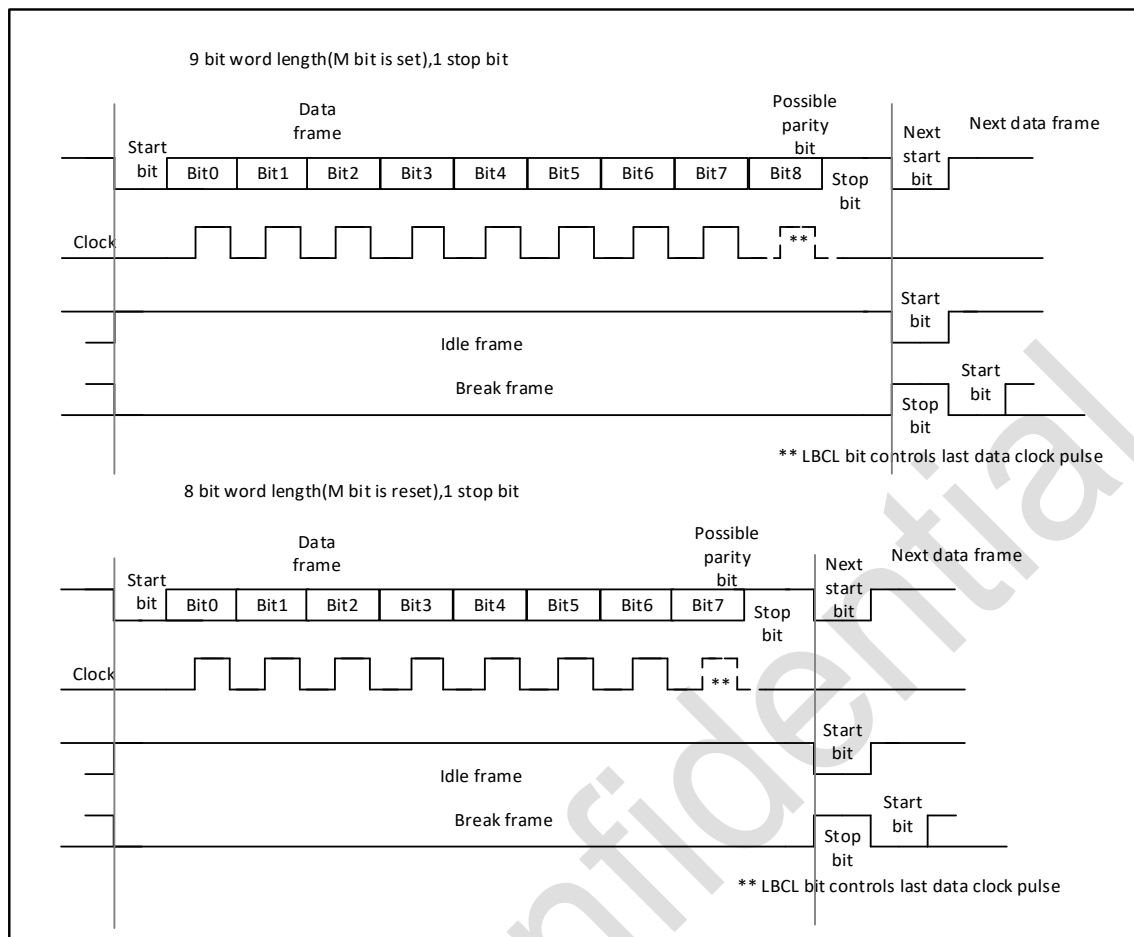 9 bit word length(M bit is set),1 stop bit
Data
frame
Possible
parity
bit
Start
bit
Next
start
bit
Next data frame
Bit0 Bit1 Bit2 Bit3 Bit4 Bit5 Bit6 Bit7 Bit8
Stop
bit
Clock
**
Start
bit
Idle frame
Break frame
Start
bit
Stop
bit
** LBCL bit controls last data clock pulse
8 bit word length(M bit is reset),1 stop bit
Data
frame
Possible
parity
bit
Start
bit
Next
start
bit
Next data frame
Bit0 Bit1 Bit2 Bit3 Bit4 Bit5 Bit6 Bit7
Stop
bit
Clock
**
Start
bit
Idle frame
Break frame
Start
bit
Stop
bit
** LBCL bit controls last data clock pulse
nfidential